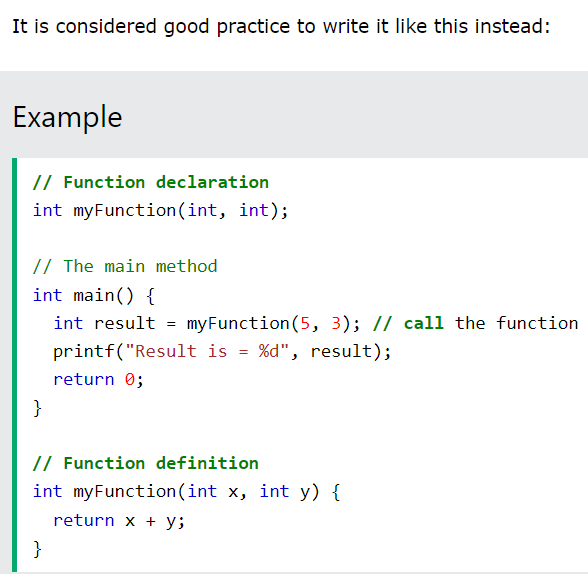 It is considered good practice to write it like this instead:
Example
// Function declaration
int myFunction(int, int);
// The main method
int main() {
  int result = myFunction(5, 3); // call the function
  printf("Result is = %d", result);
  return 0;
}
// Function definition
int myFunction(int x, int y) {
  return x + y;
}